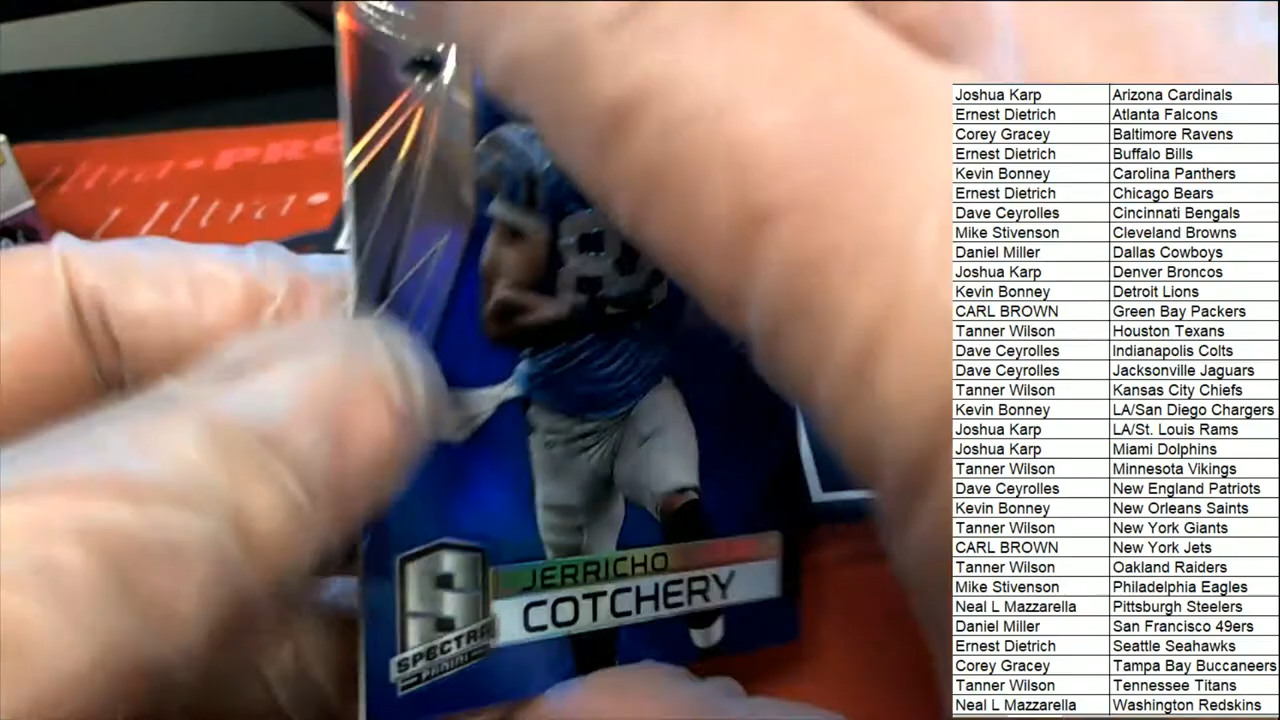 Ultra•PRO
Ultra•
JERRICHO
COTCHERY
SPECTRA
PANINI
Joshua Karp Arizona Cardinals
Ernest Dietrich Atlanta Falcons
Corey Gracey Baltimore Ravens
Ernest Dietrich Buffalo Bills
Kevin Bonney Carolina Panthers
Ernest Dietrich Chicago Bears
Dave Ceyrolles Cincinnati Bengals
Mike Stivenson Cleveland Browns
Daniel Miller Dallas Cowboys
Joshua Karp Denver Broncos
Kevin Bonney Detroit Lions
CARL BROWN Green Bay Packers
Tanner Wilson Houston Texans
Dave Ceyrolles Indianapolis Colts
Dave Ceyrolles Jacksonville Jaguars
Tanner Wilson Kansas City Chiefs
Kevin Bonney LA/San Diego Chargers
Joshua Karp LA/St. Louis Rams
Joshua Karp Miami Dolphins
Tanner Wilson Minnesota Vikings
Dave Ceyrolles New England Patriots
Kevin Bonney New Orleans Saints
Tanner Wilson New York Giants
CARL BROWN New York Jets
Tanner Wilson Oakland Raiders
Mike Stivenson Philadelphia Eagles
Neal L Mazzarella Pittsburgh Steelers
Daniel Miller San Francisco 49ers
Ernest Dietrich Seattle Seahawks
Corey Gracey Tampa Bay Buccaneers
Tanner Wilson Tennessee Titans
Neal L Mazzarella Washington Redskins